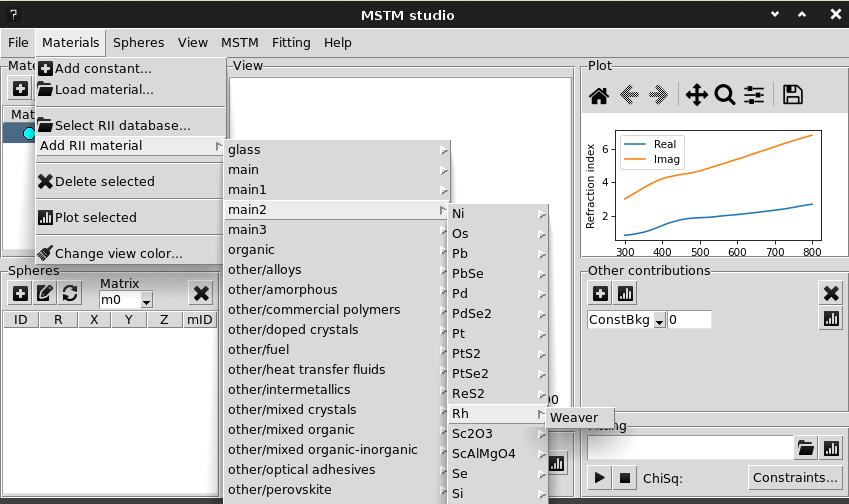 MSTM studio
File Materials Spheres View MSTM Fitting Help
Mate
Mat
Add constant...
Load material...
Select RII database...
Add RII material
Delete selected
Plot selected
Change view color...
View
glass
main
main1
main2
main3
organic
other/alloys
other/amorphous
other/commercial polymers
other/doped crystals
other/fuel
other/heat transfer fluids
other/intermetallics
other/mixed crystals
other/mixed organic
other/mixed organic-inorganic
other/optical adhesives
other/perovskite
Ni
Os
Pb
PbSe
Pd
PdSe2
Pt
PtS2
PtSe2
ReS2
Rh
Sc2O3
ScAlMgO4
Se
Si
Weaver
Spheres
Matrix
m0
ID R X Y Z mID
Plot
Refraction index
6
4
2
Real
Imag
300 400 500 600 700 800
Other contributions
ConstBkg 0
00
ChiSq:
Constraints...